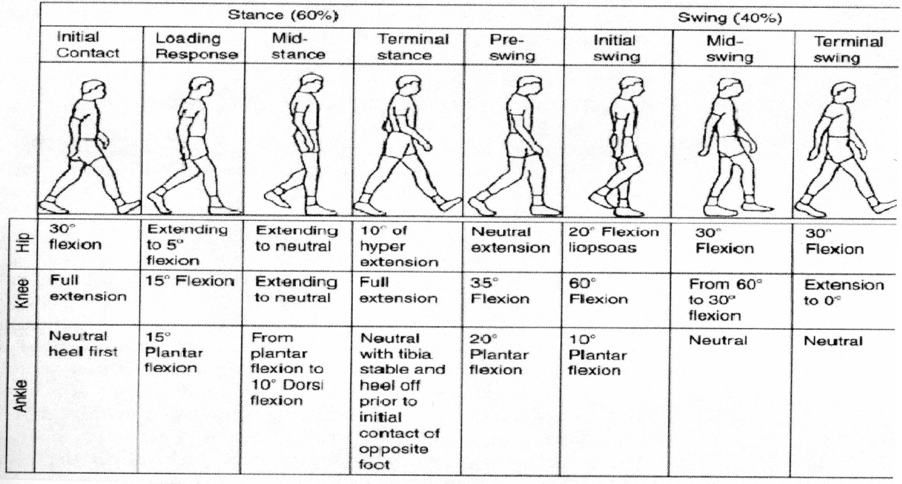 Stance (60%)
Swing (40%)
Initial
Contact
Loading
Response
Mid-
stance
Terminal
stance
Pre-
swing
Initial
swing
Mid-
swing
Terminal
swing
Hip
30°
flexion
Extending
to 5°
flexion
Extending
to neutral
10° of
hyper
extension
Neutral
extension
20° Flexion
liopsoas
30°
Flexion
30°
Flexion
Knee
Full
extension
15° Flexion
Extending
to neutral
Full
extension
35°
Flexion
60°
Flexion
From 60°
to 30°
flexion
Extension
to 0°
Ankle
Neutral
heel first
15°
Plantar
flexion
From
plantar
flexion to
10° Dorsi
flexion
Neutral
with tibia
stable and
heel off
prior to
initial
contact of
opposite
foot
20°
Plantar
flexion
10°
Plantar
flexion
Neutral
Neutral